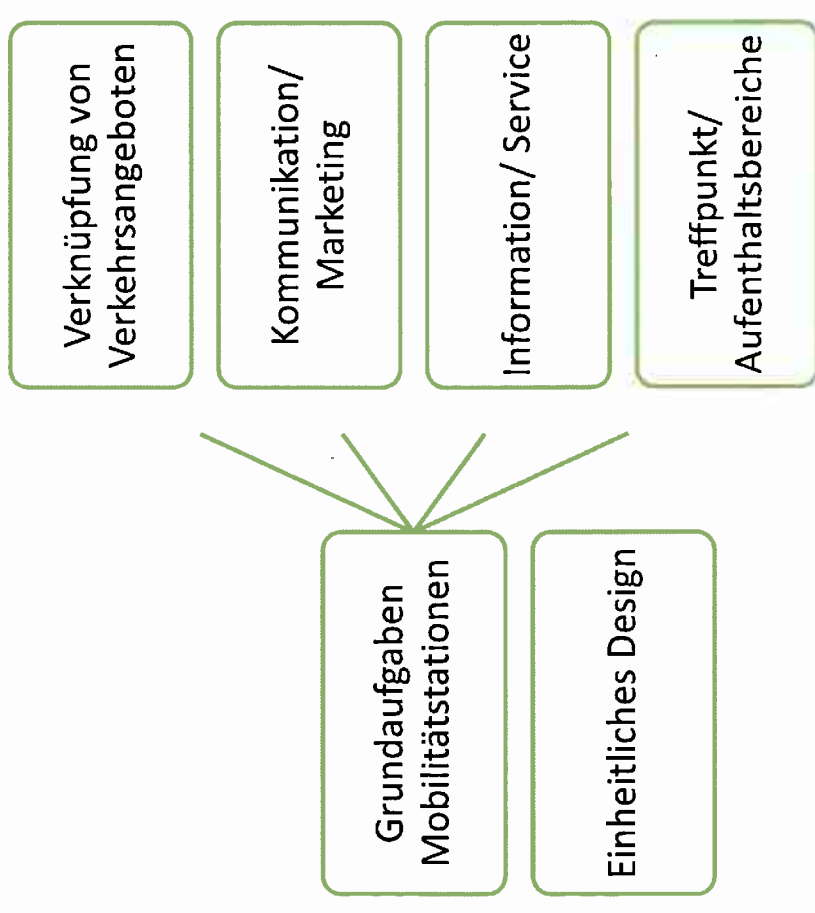 Grundaufgaben
Mobilitätstationen
Einheitliches Design
Verknüpfung von
Verkehrsangeboten
Kommunikation/
Marketing
Information/ Service
Treffpunkt/
Aufenthaltsbereiche